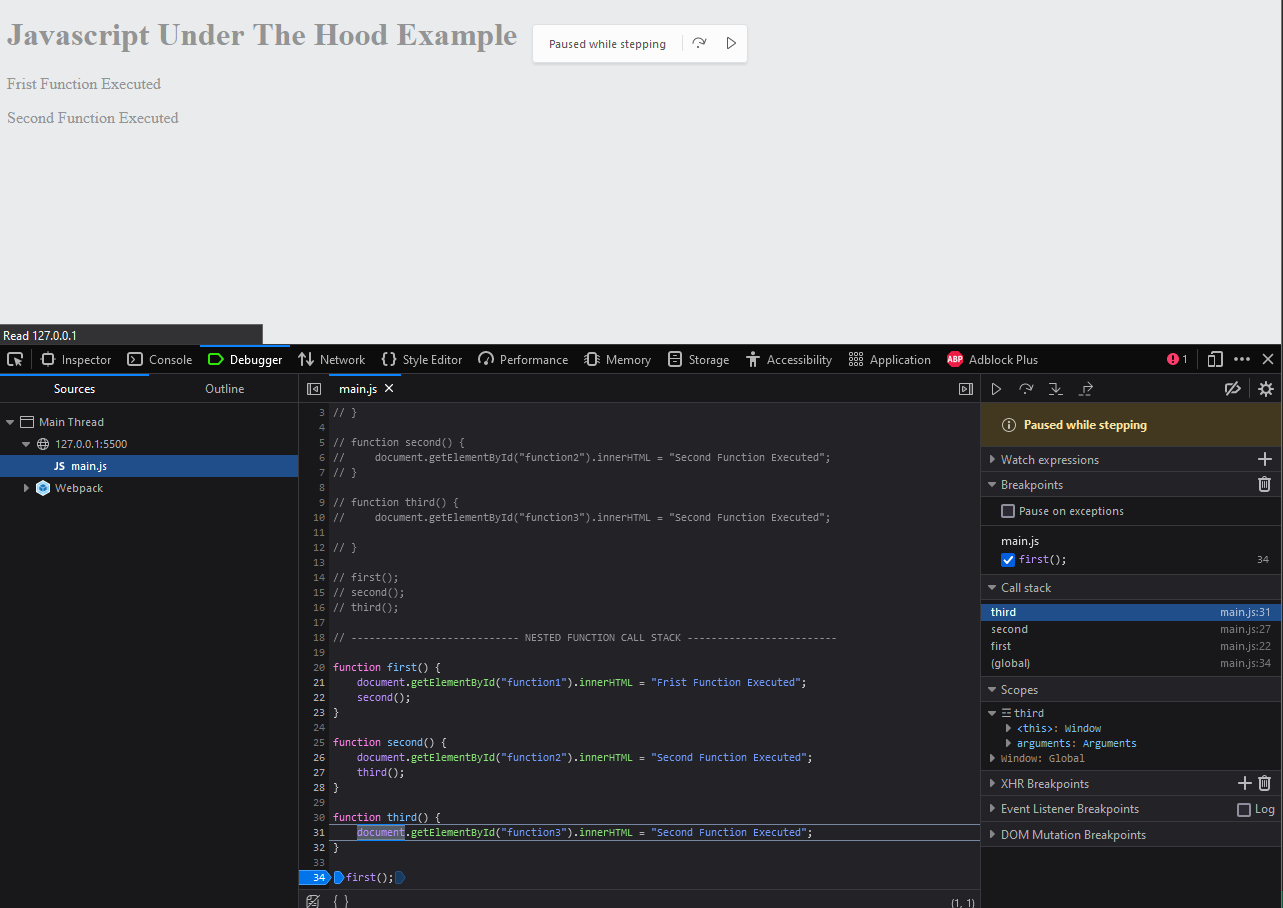 Javascript Under The Hood Example
Paused while stepping
Frist Function Executed
Second Function Executed
Read 127.0.0.1
Inspector Console Debugger Network Style Editor Performance Memory Storage Accessibility Application ABP Adblock Plus 1
Sources Outline main.js
Main Thread
127.0.0.1:5500
JS main.js
Webpack
3 // }
4
5 // function second() {
6 //     document.getElementById("function2").innerHTML = "Second Function Executed";
7 // }
8
9 // function third() {
10 //     document.getElementById("function3").innerHTML = "Second Function Executed";
11
12 // }
13
14 // first();
15 // second();
16 // third();
17
18 // ---------------------------- NESTED FUNCTION CALL STACK -------------------------
19
20 function first() {
21     document.getElementById("function1").innerHTML = "Frist Function Executed";
22     second();
23 }
24
25 function second() {
26     document.getElementById("function2").innerHTML = "Second Function Executed";
27     third();
28 }
29
30 function third() {
31     document.getElementById("function3").innerHTML = "Second Function Executed";
32 }
33
34 first();
{ } (1, 1)
Paused while stepping
Watch expressions
Breakpoints
Pause on exceptions
main.js
first(); 34
Call stack
third main.js:31
second main.js:27
first main.js:22
(global) main.js:34
Scopes
third
<this>: Window
arguments: Arguments
Window: Global
XHR Breakpoints
Event Listener Breakpoints Log
DOM Mutation Breakpoints